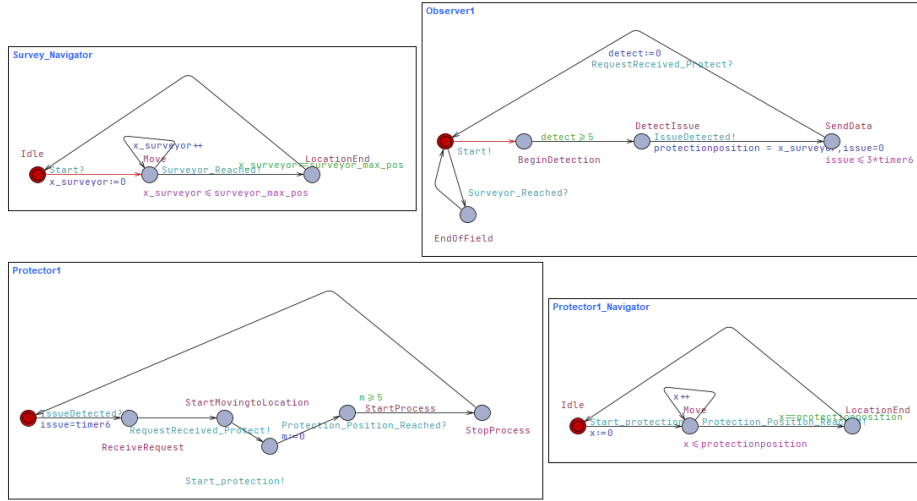 Survey_Navigator
Idle
Start?
x_surveyor:=0
x_surveyor++
Move
Surveyor_Reached!
x_surveyor≤surveyor_max_pos
x_surveyor==surveyor_max_pos
LocationEnd
Observer1
detect:=0
RequestReceived_Protect?
Start!
detect≥5
BeginDetection
DetectIssue
IssueDetected!
protectionposition = x_surveyor,issue=0
SendData
issue≤3*timer6
Surveyor_Reached?
EndOfField
Protector1
IssueDetected?
issue=timer6
ReceiveRequest
RequestReceived_Protect!
StartMovingtoLocation
Start_protection!
m:=0
Protection_Position_Reached?
m≥5
StartProcess
StopProcess
Protector1_Navigator
Idle
Start_protection?
x:=0
x++
Move
Protection_Position_Reached!
x≤protectionposition
x==protectionposition
LocationEnd